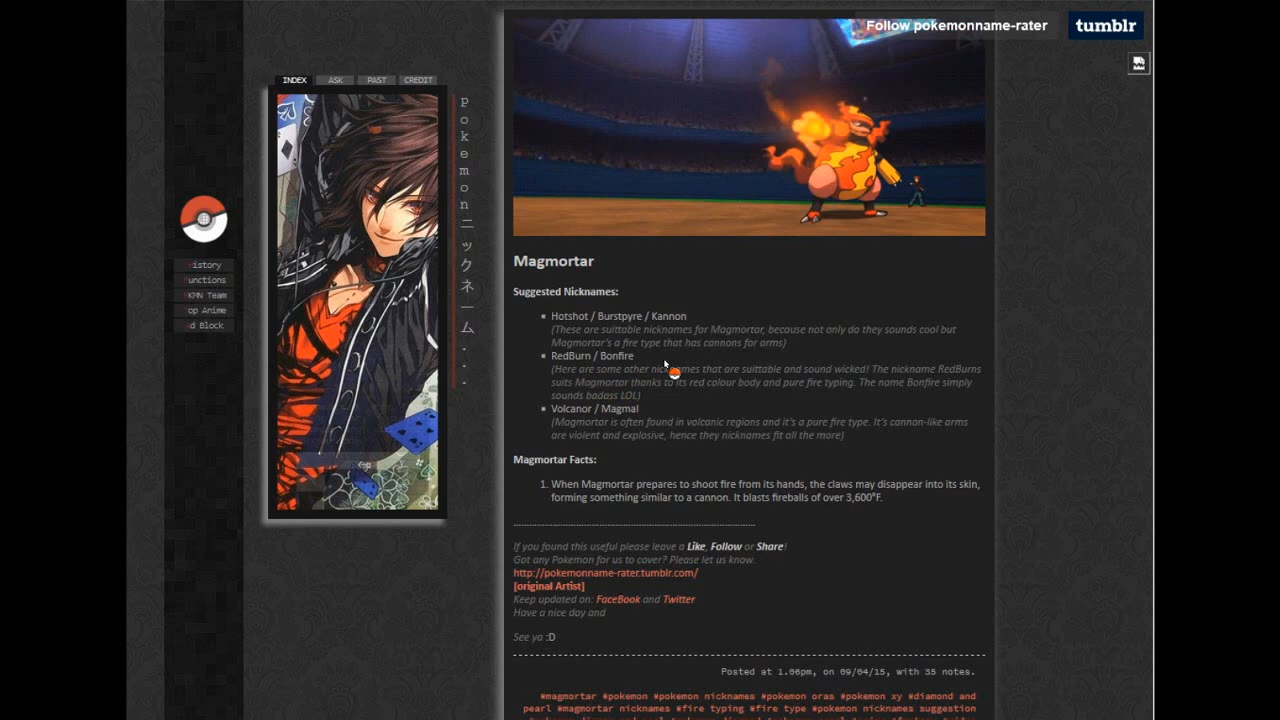 Follow pokemonname-rater
tumblr
INDEX ASK PAST CREDIT
pokemonニックネーム....
istory
unctions
KMN Team
op Anime
d Block
Magmortar
Suggested Nicknames:
Hotshot / Burstpyre / Kannon
(These are suittable nicknames for Magmortar, because not only do they sounds cool but
Magmortar's a fire type that has cannons for arms)
RedBurn / Bonfire
(Here are some other nicknames that are suittable and sound wicked! The nickname RedBurns
suits Magmortar thanks to its red colour body and pure fire typing. The name Bonfire simply
sounds badass LOL)
Volcanor / Magmal
(Magmortar is often found in volcanic regions and it's a pure fire type. It's cannon-like arms
are violent and explosive, hence they nicknames fit all the more)
Magmortar Facts:
1. When Magmortar prepares to shoot fire from its hands, the claws may disappear into its skin,
forming something similar to a cannon. It blasts fireballs of over 3,600°F.
If you found this useful please leave a Like, Follow or Share!
Got any Pokemon for us to cover? Please let us know.
http://pokemonname-rater.tumblr.com/
[original Artist]
Keep updated on: FaceBook and Twitter
Have a nice day and
See ya :D
Posted at 1.06pm, on 09/04/15, with 35 notes.
#magmortar #pokemon #pokemon nicknames #pokemon oras #pokemon xy #diamond and
pearl #magmortar nicknames #fire typing #fire type #pokemon nicknames suggestion